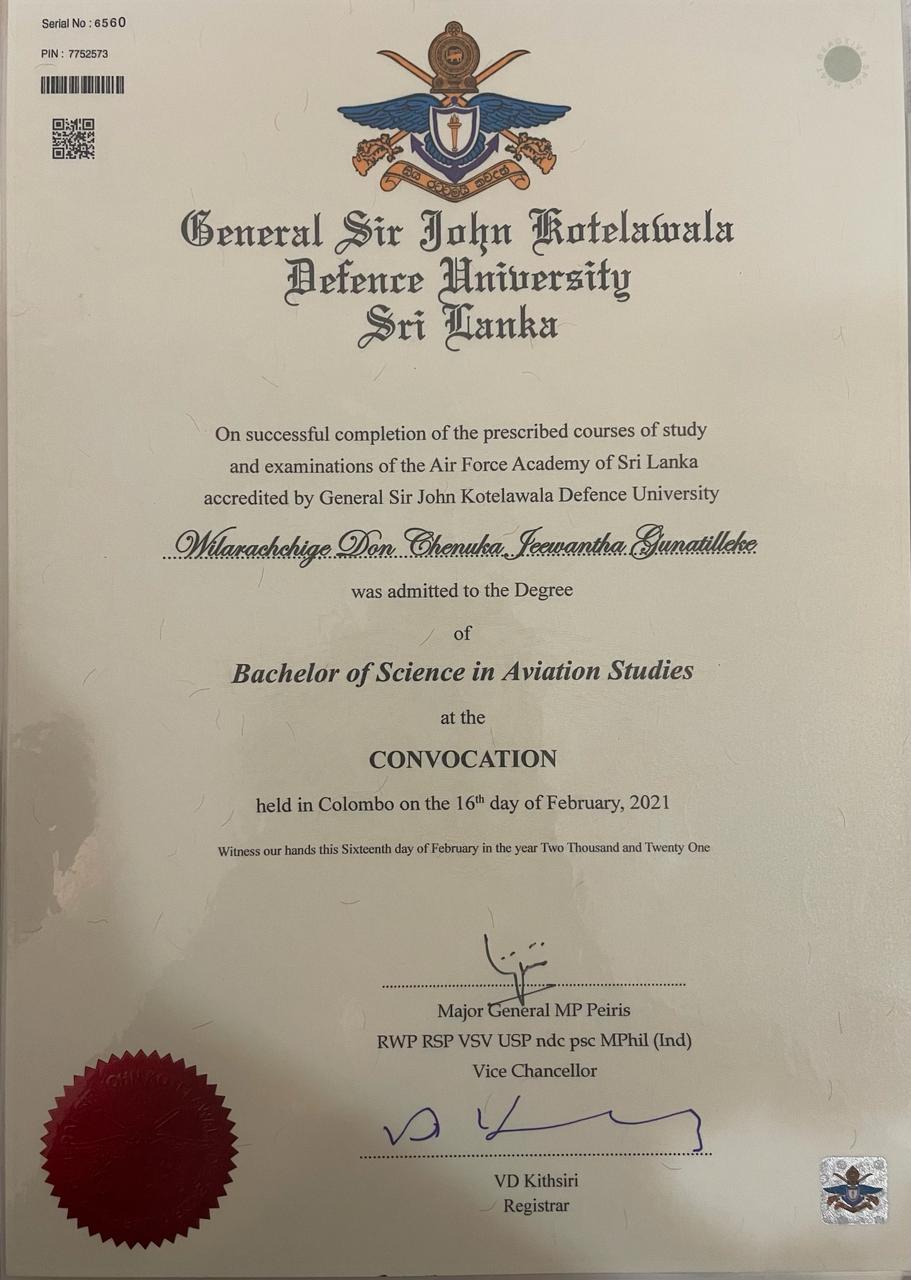 Serial No : 6560
PIN : 7752573
HEAT REACTIVE SPOT
General Sir John Kotelawala
Defence University
Sri Lanka
On successful completion of the prescribed courses of study
and examinations of the Air Force Academy of Sri Lanka
accredited by General Sir John Kotelawala Defence University
Wilarachchige Don Chenuka Jeewantha Gunatilleke
was admitted to the Degree
of
Bachelor of Science in Aviation Studies
at the
CONVOCATION
held in Colombo on the 16th day of February, 2021
Witness our hands this Sixteenth day of February in the year Two Thousand and Twenty One
Major General MP Peiris
RWP RSP VSV USP ndc psc MPhil (Ind)
Vice Chancellor
VD Kithsiri
Registrar